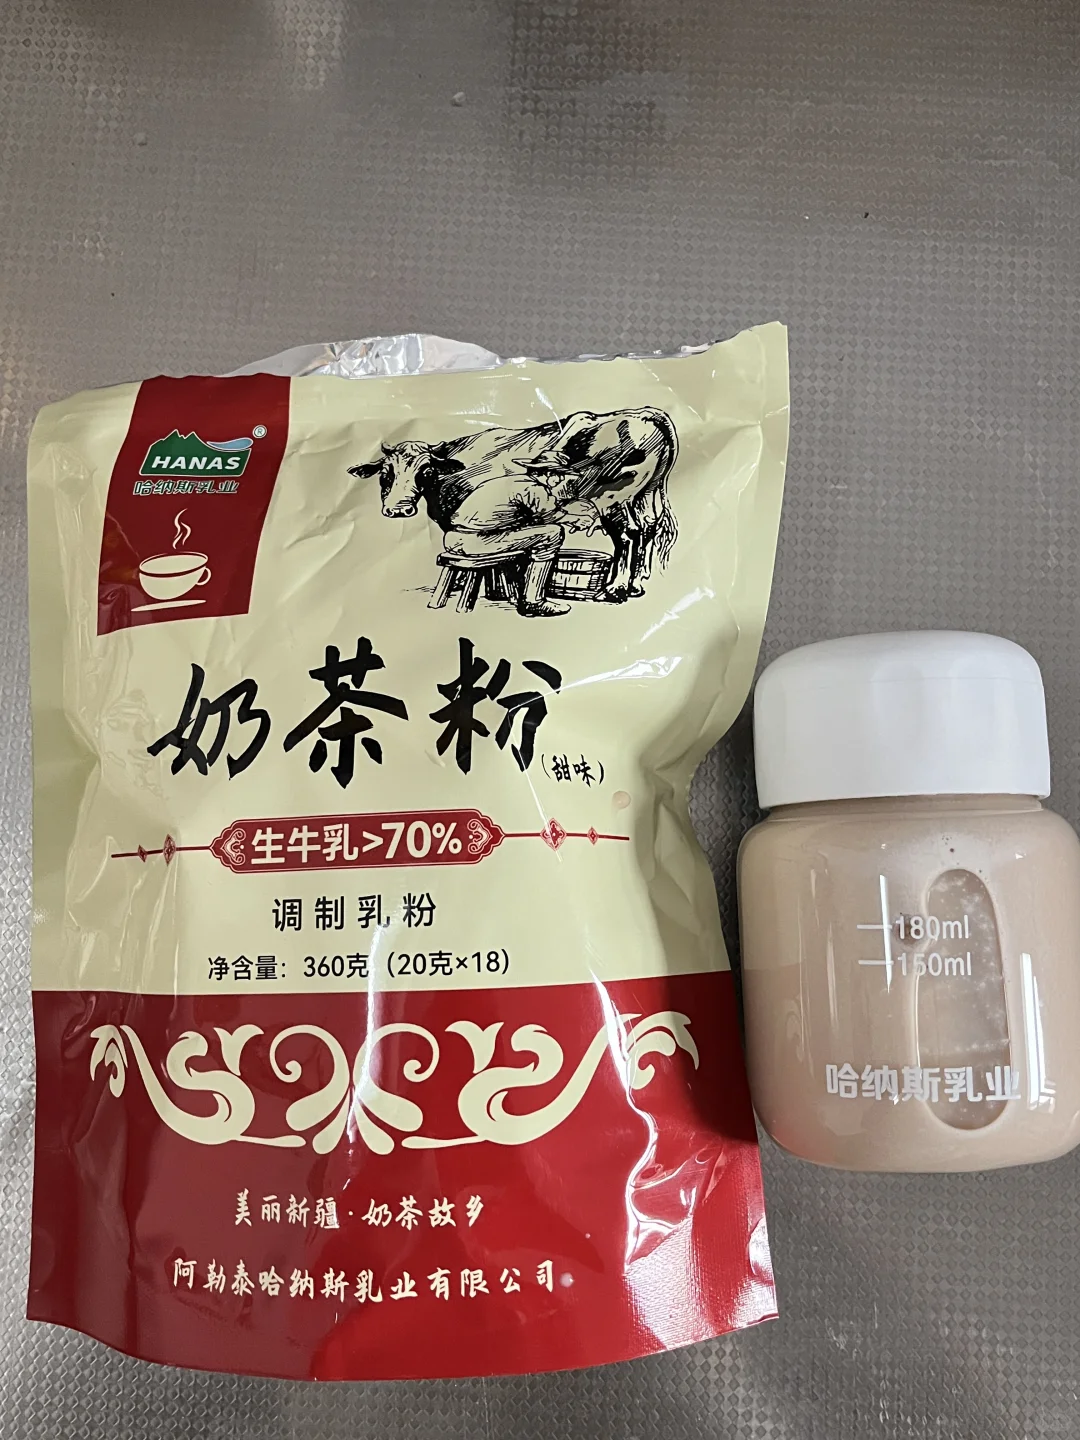 HANAS®
哈纳斯乳业
奶茶粉
(甜味)
生牛乳>70%
调制乳粉
净含量：360克（20克×18）
美丽新疆·奶茶故乡
阿勒泰哈纳斯乳业有限公司
180ml
150ml
哈纳斯乳业